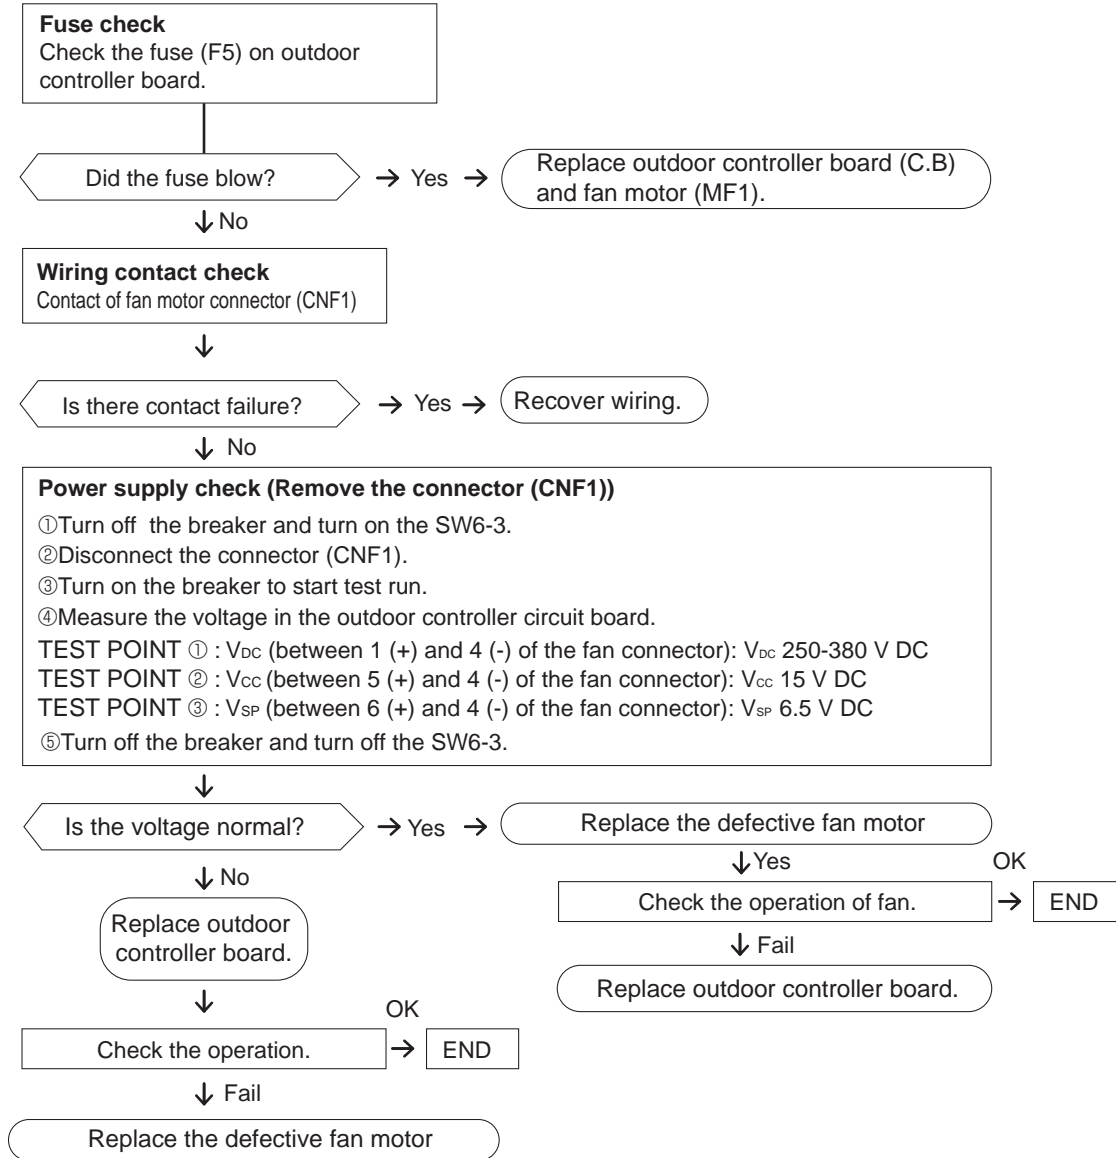 Fuse check
Check the fuse (F5) on outdoor
controller board.
Did the fuse blow?
→ Yes →
Replace outdoor controller board (C.B)
and fan motor (MF1).
↓ No
Wiring contact check
Contact of fan motor connector (CNF1)
Is there contact failure?
→ Yes →
Recover wiring.
↓ No
Power supply check (Remove the connector (CNF1))
①Turn off the breaker and turn on the SW6-3.
②Disconnect the connector (CNF1).
③Turn on the breaker to start test run.
④Measure the voltage in the outdoor controller circuit board.
TEST POINT ① : VDC (between 1 (+) and 4 (-) of the fan connector): VDC 250-380 V DC
TEST POINT ② : VCC (between 5 (+) and 4 (-) of the fan connector): VCC 15 V DC
TEST POINT ③ : VSP (between 6 (+) and 4 (-) of the fan connector): VSP 6.5 V DC
⑤Turn off the breaker and turn off the SW6-3.
Is the voltage normal?
→ Yes →
Replace the defective fan motor
↓ Yes
OK
Check the operation of fan.
→
END
↓ Fail
Replace outdoor controller board.
↓ No
Replace outdoor
controller board.
OK
Check the operation.
→
END
↓ Fail
Replace the defective fan motor